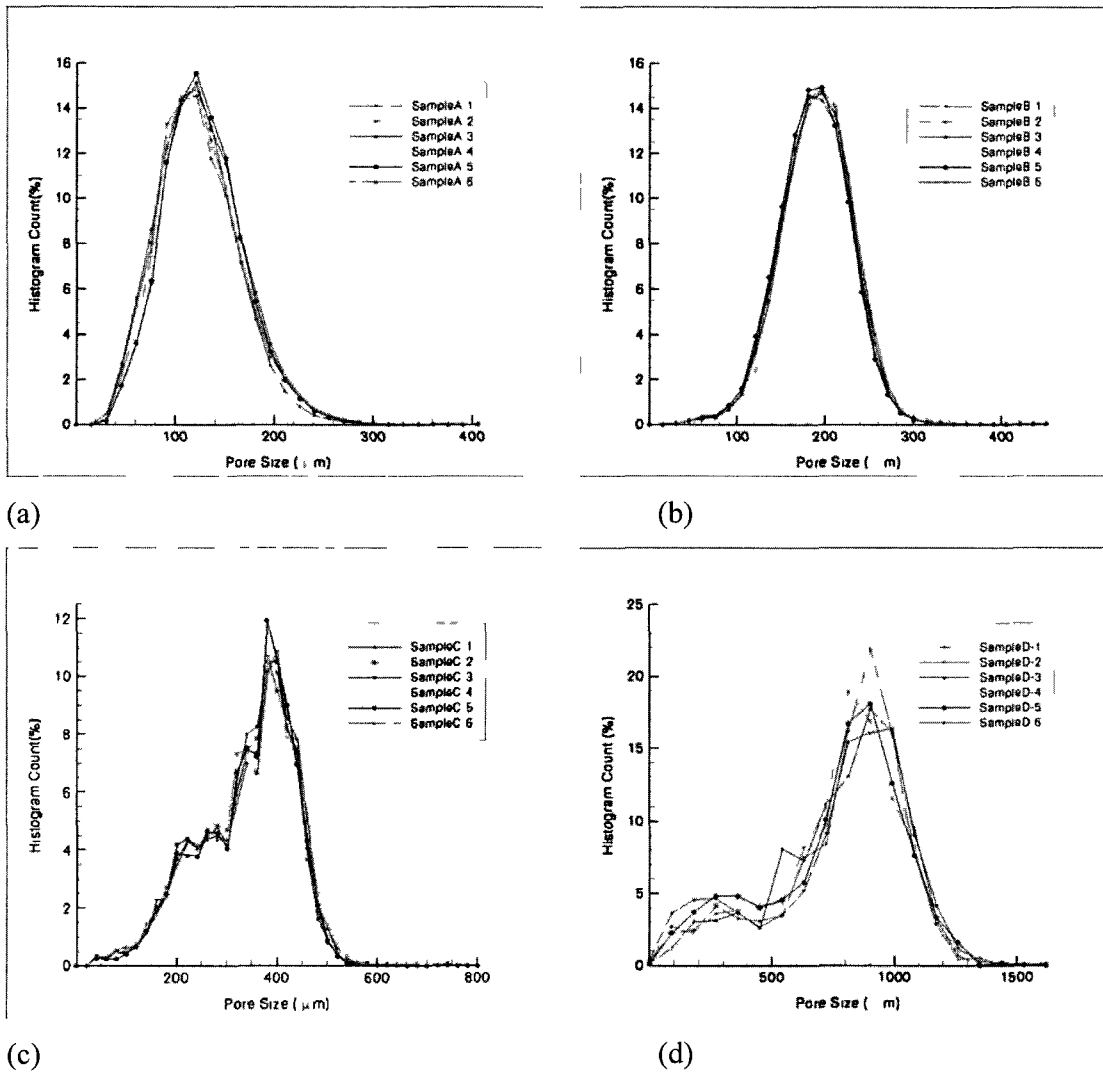 16
14
12
10
8
6
4
2
0
Histogram Count(%)
100
200
300
400
Pore Size ( m)
SampleA 1
SampleA 2
SampleA 3
SampleA 4
SampleA 5
SampleA 6
(a)
16
14
12
10
8
6
4
2
0
Histogram Count(%)
100
200
300
400
Pore Size ( m)
SampleB 1
SampleB 2
SampleB 3
SampleB 4
SampleB 5
SampleB 6
(b)
12
10
8
6
4
2
0
Histogram Count(%)
200
400
600
800
Pore Size ( μm)
SampleC 1
SampleC 2
SampleC 3
SampleC 4
SampleC 5
SampleC 6
(c)
25
20
15
10
5
0
Histogram Count(%)
500
1000
1500
Pore Size ( m)
SampleD-1
SampleD-2
SampleD-3
SampleD-4
SampleD-5
SampleD 6
(d)